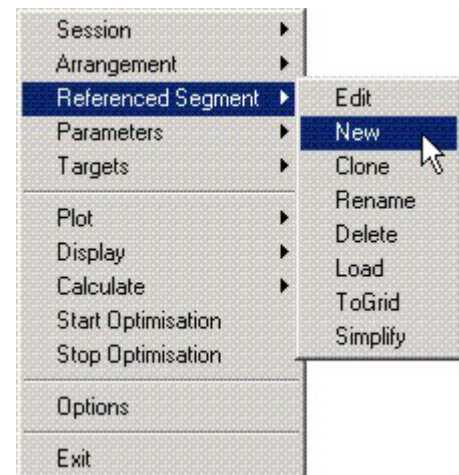 Session
Arrangement
Referenced Segment
Parameters
Targets
Plot
Display
Calculate
Start Optimisation
Stop Optimisation
Options
Exit
Edit
New
Clone
Rename
Delete
Load
ToGrid
Simplify